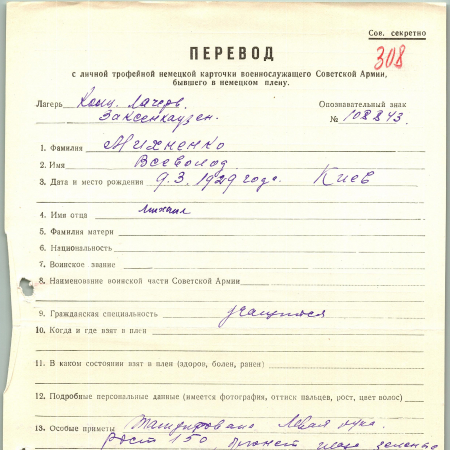 Сов. секретно
308
ПЕРЕВОД
с личной трофейной немецкой карточки военнослужащего Советской Армии,
бывшего в немецком плену.
Лагерь Конц. лагерь
Заксенхаузен.
Опознавательный знак
№ 108843.
1. Фамилия Михненко
2. Имя Всеволод
3. Дата и место рождения 9.3.1929 года. Киев
4. Имя отца Михаил
5. Фамилия матери
6. Национальность
7. Воинское звание
8. Наименование воинской части Советской Армии
9. Гражданская специальность учащийся
10. Когда и где взят в плен
11. В каком состоянии взят в плен (здоров, болен, ранен)
12. Подробные персональные данные (имеется фотография, оттиск пальцев, рост, цвет волос)
13. Особые приметы Татуирована левая рука.
рост 150, глаза зеленые